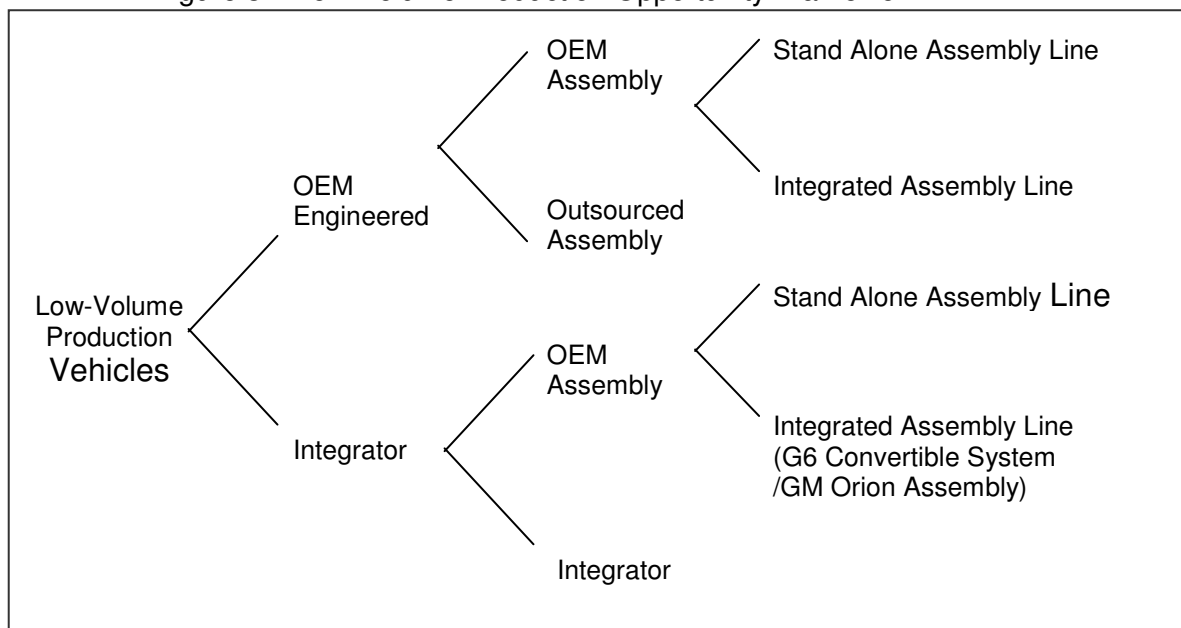 OEM
Assembly
Stand Alone Assembly Line
OEM
Engineered
Integrated Assembly Line
Outsourced
Assembly
Low-Volume
Production
Vehicles
Stand Alone Assembly Line
OEM
Assembly
Integrator
Integrated Assembly Line
(G6 Convertible System
/GM Orion Assembly)
Integrator